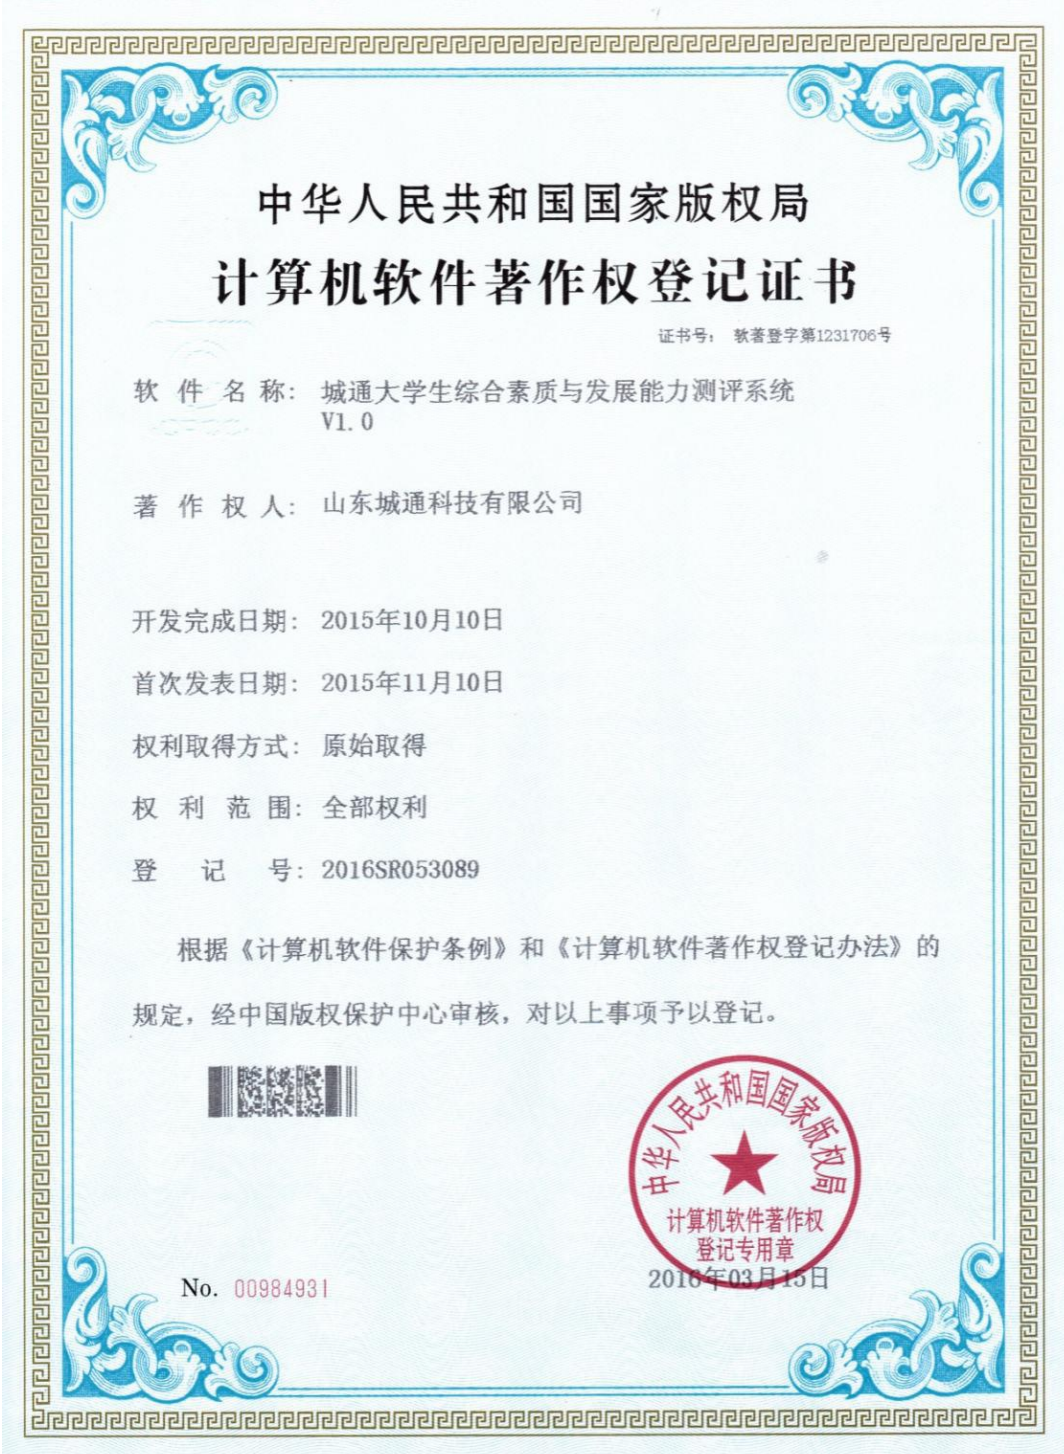 中华人民共和国国家版权局
计算机软件著作权登记证书
证书号： 软著登字第1231706号
软件名称： 城通大学生综合素质与发展能力测评系统
V1.0
著作权人： 山东城通科技有限公司
开发完成日期： 2015年10月10日
首次发表日期： 2015年11月10日
权利取得方式： 原始取得
权利范围： 全部权利
登记号： 2016SR053089
根据《计算机软件保护条例》和《计算机软件著作权登记办法》的
规定，经中国版权保护中心审核，对以上事项予以登记。
中华人民共和国国家版权局
计算机软件著作权
登记专用章
2016年03月15日
No. 00984931